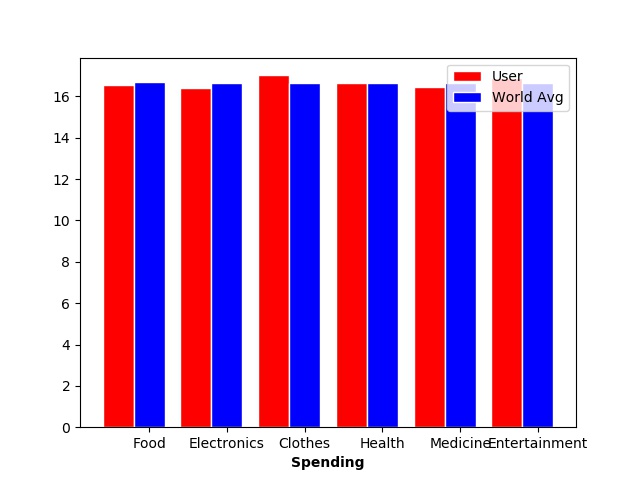 User
World Avg
16
14
12
10
8
6
4
2
0
Food Electronics Clothes Health Medicine Entertainment
Spending